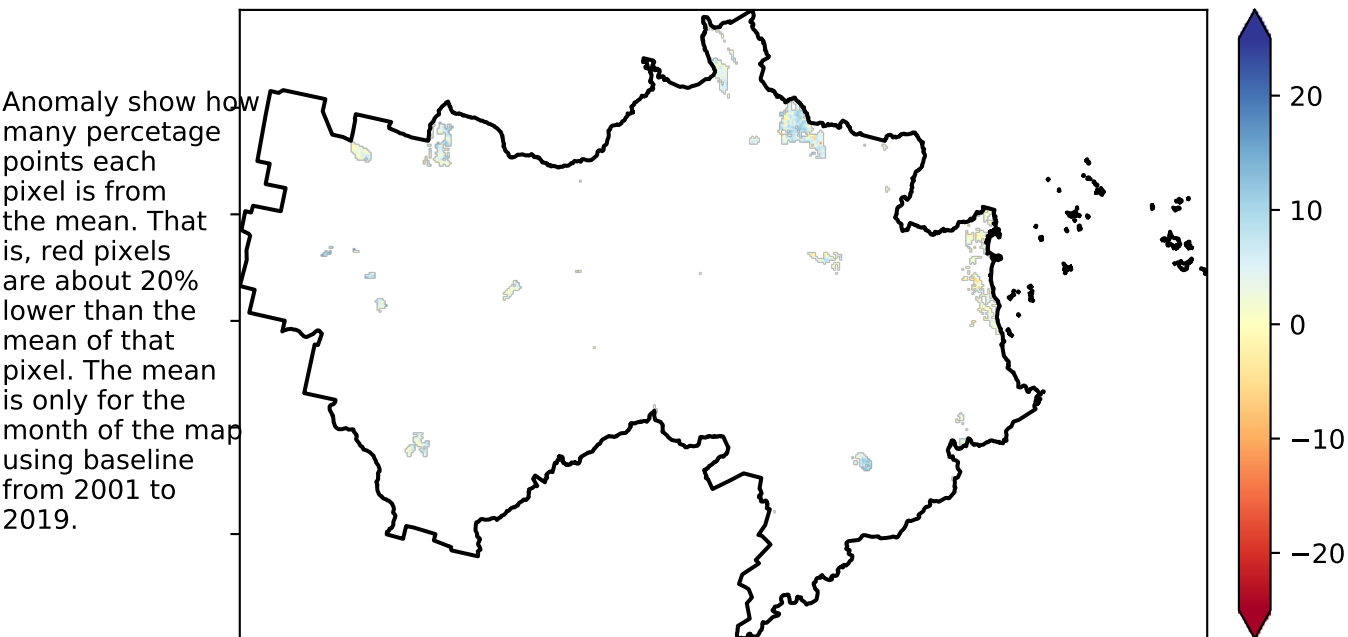 Anomaly show how
many percetage
points each
pixel is from
the mean. That
is, red pixels
are about 20%
lower than the
mean of that
pixel. The mean
is only for the
month of the map
using baseline
from 2001 to
2019.
20
10
0
−10
−20